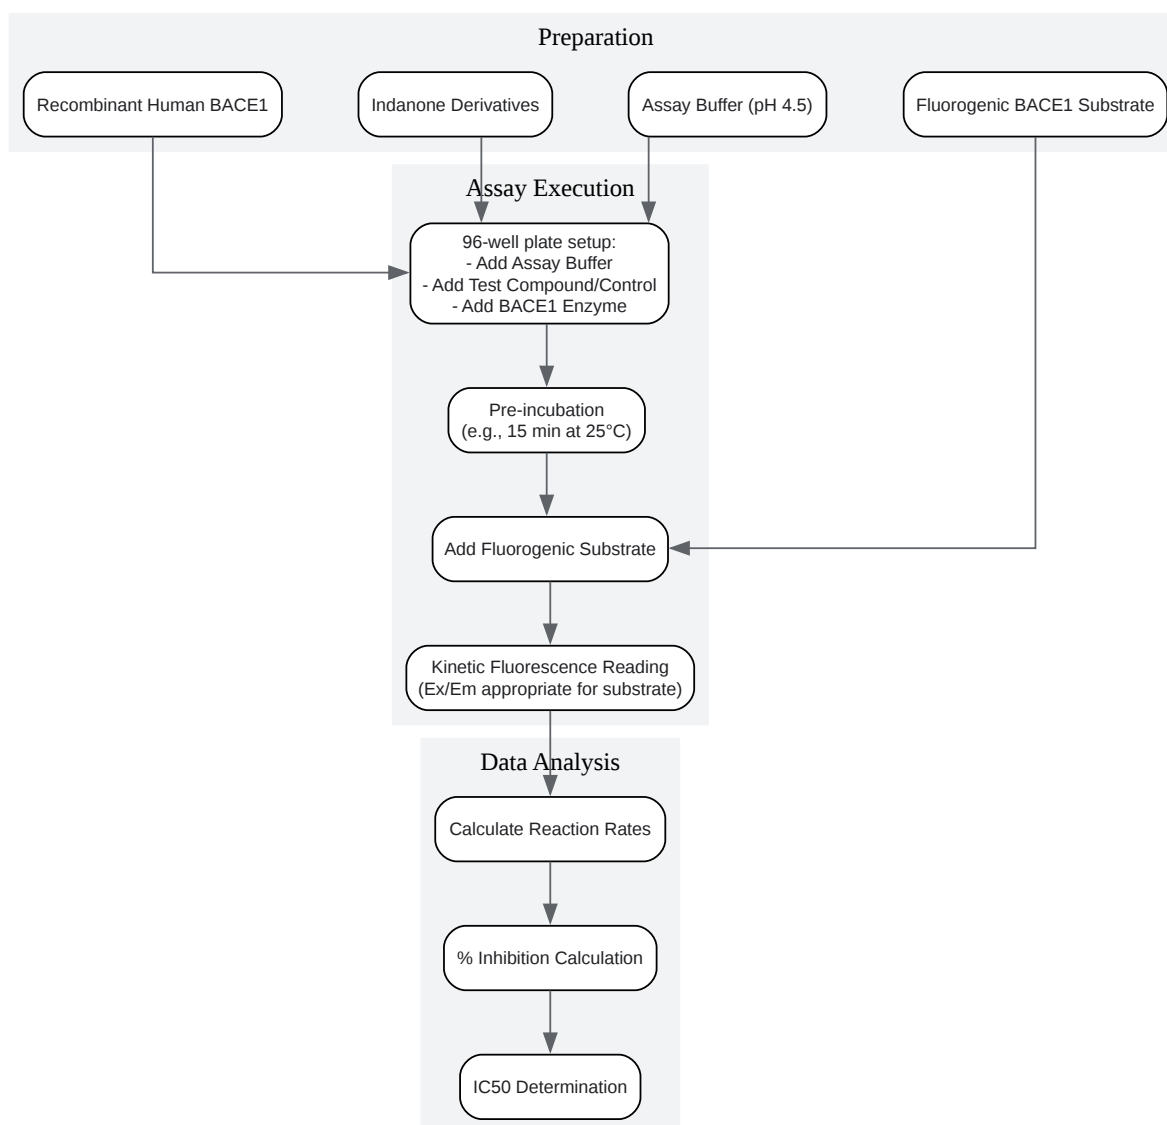 Preparation
Recombinant Human BACE1
Indanone Derivatives
Assay Buffer (pH 4.5)
Fluorogenic BACE1 Substrate
Assay Execution
96-well plate setup:
- Add Assay Buffer
- Add Test Compound/Control
- Add BACE1 Enzyme
Pre-incubation
(e.g., 15 min at 25°C)
Add Fluorogenic Substrate
Kinetic Fluorescence Reading
(Ex/Em appropriate for substrate)
Data Analysis
Calculate Reaction Rates
% Inhibition Calculation
IC50 Determination